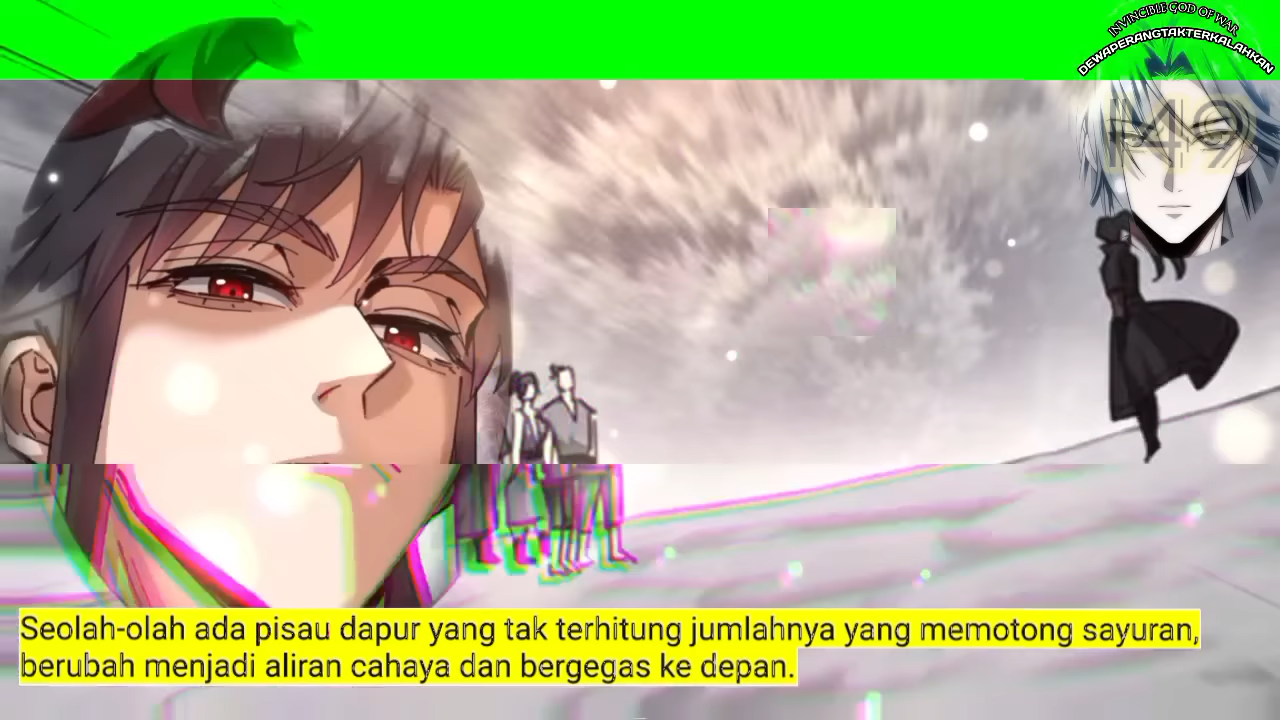 INVINCIBLE GOD OF WAR
DEWAPERANGTAKTERKALAHKAN
149
Seolah-olah ada pisau dapur yang tak terhitung jumlahnya yang memotong sayuran,
berubah menjadi aliran cahaya dan bergegas ke depan.